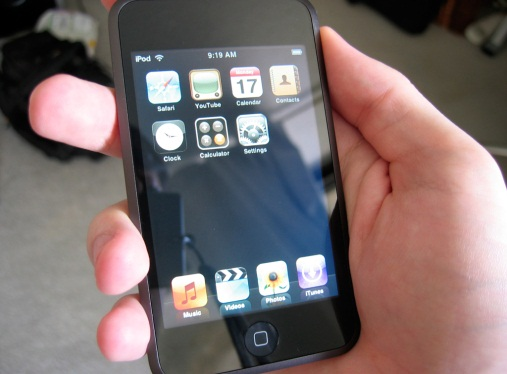 iPod 9:19 AM
Safari YouTube Calendar Contacts
17
Clock Calculator Settings
Music Videos Photos iTunes